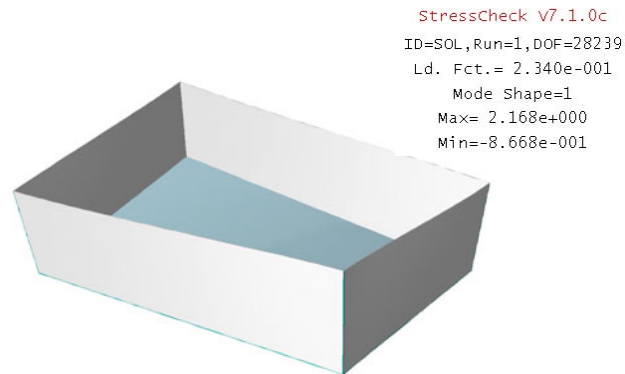 StressCheck V7.1.0c
ID=SOL,Run=1,DOF=28239
Ld. Fct.= 2.340e-001
Mode Shape=1
Max= 2.168e+000
Min=-8.668e-001